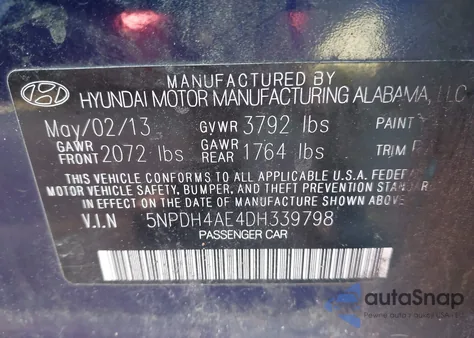 MANUFACTURED BY
HYUNDAI MOTOR MANUFACTURING ALABAMA, LLC
May/02/13 GVWR 3792 lbs PAINT
GAWR FRONT 2072 lbs GAWR REAR 1764 lbs TRIM
THIS VEHICLE CONFORMS TO ALL APPLICABLE U.S.A. FEDERAL
MOTOR VEHICLE SAFETY, BUMPER, AND THEFT PREVENTION
IN EFFECT ON THE DATE OF MANUFACTURE SHOWN ABOVE
V.I.N 5NPDH4AE4DH339798
PASSENGER CAR
autoSnap